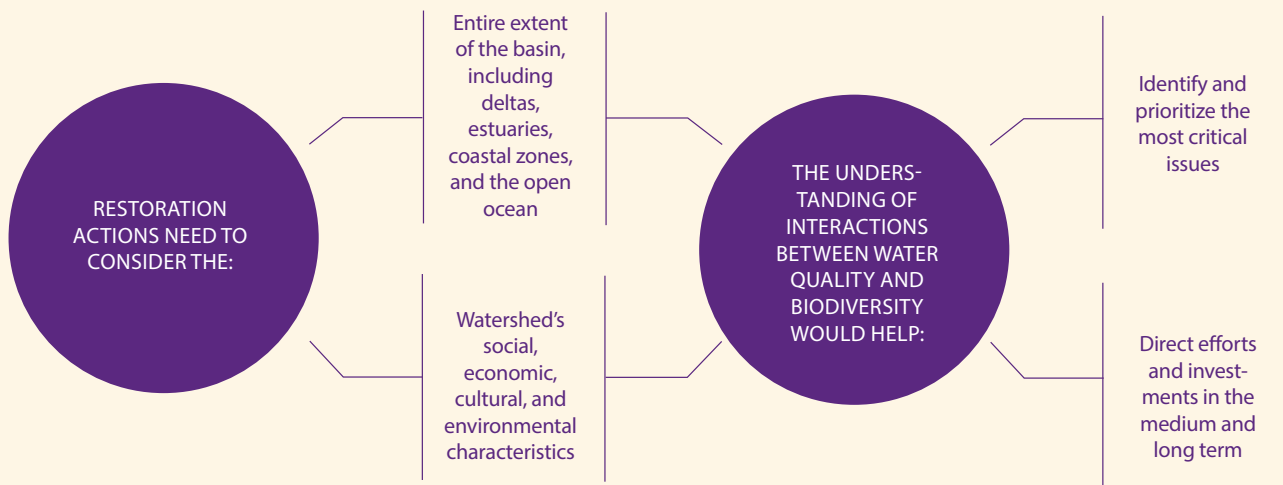 RESTORATION
ACTIONS NEED TO
CONSIDER THE:
Entire extent
of the basin,
including
deltas,
estuaries,
coastal zones,
and the open
ocean
Watershed's
social,
economic,
cultural, and
environmental
characteristics
THE UNDERS-
TANDING OF
INTERACTIONS
BETWEEN WATER
QUALITY AND
BIODIVERSITY
WOULD HELP:
Identify and
prioritize the
most critical
issues
Direct efforts
and invest-
ments in the
medium and
long term